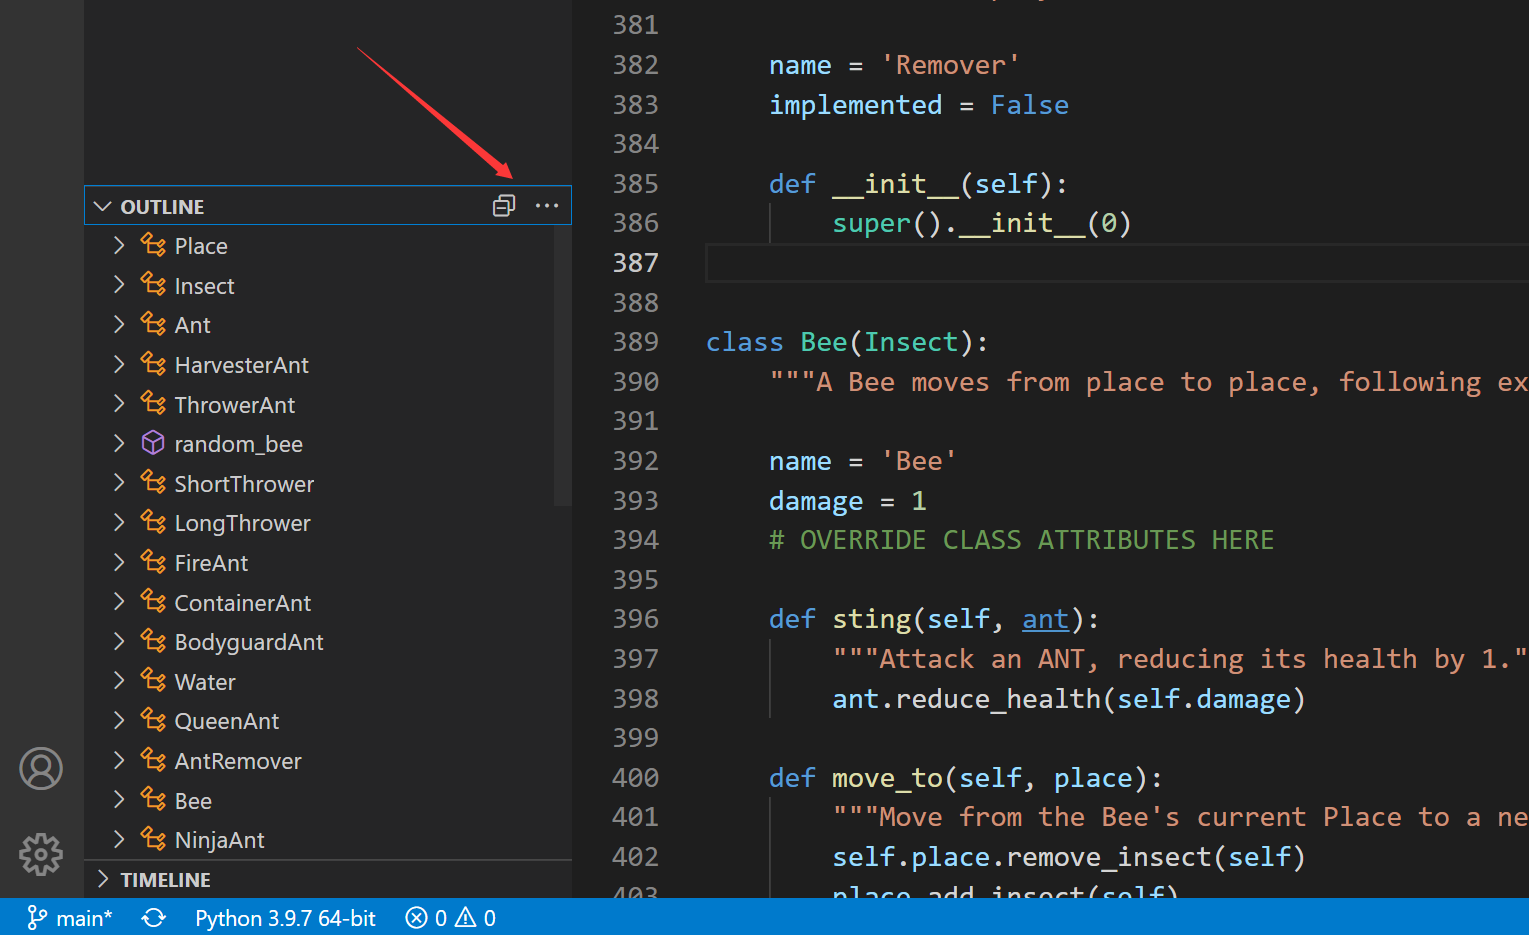 OUTLINE
Place
Insect
Ant
HarvesterAnt
ThrowerAnt
random_bee
ShortThrower
LongThrower
FireAnt
ContainerAnt
BodyguardAnt
Water
QueenAnt
AntRemover
Bee
NinjaAnt
TIMELINE
381
382 name = 'Remover'
383 implemented = False
384
385 def __init__(self):
386 super().__init__(0)
387
388
389 class Bee(Insect):
390 """A Bee moves from place to place, following ex
391
392 name = 'Bee'
393 damage = 1
394 # OVERRIDE CLASS ATTRIBUTES HERE
395
396 def sting(self, ant):
397 """Attack an ANT, reducing its health by 1."
398 ant.reduce_health(self.damage)
399
400 def move_to(self, place):
401 """Move from the Bee's current Place to a ne
402 self.place.remove_insect(self)
403 place.add_insect(self)
main* Python 3.9.7 64-bit 0 0